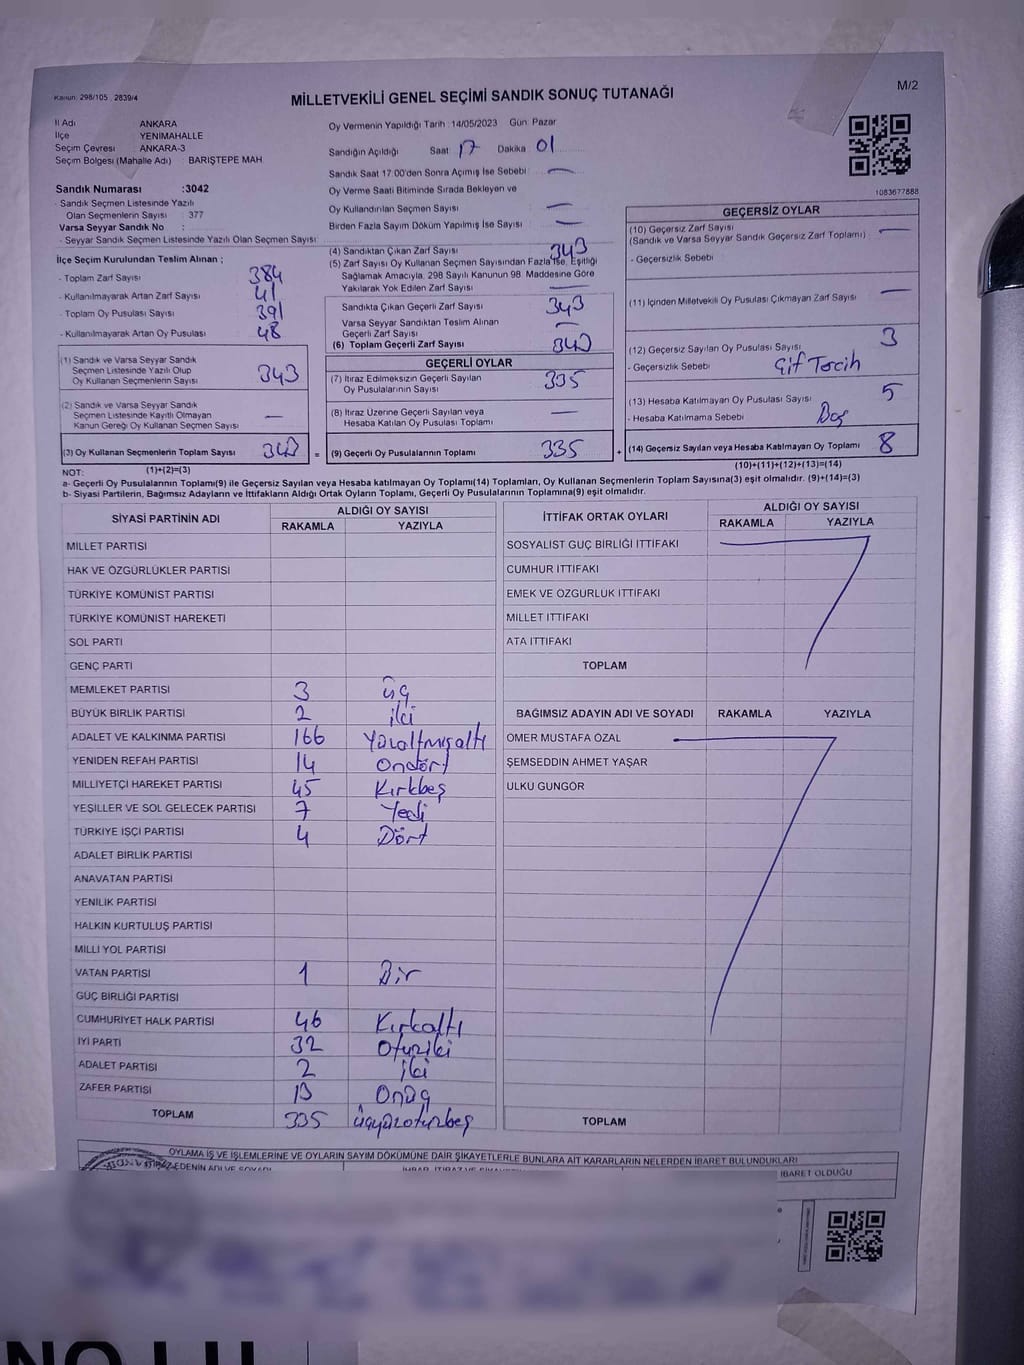 Kanun: 298/105 , 2839/4
MİLLETVEKİLİ GENEL SEÇİMİ SANDIK SONUÇ TUTANAĞI
M/2
İl Adı ANKARA
İlçe YENİMAHALLE
Seçim Çevresi ANKARA-3
Seçim Bölgesi (Mahalle Adı) BARIŞTEPE MAH
Sandık Numarası :3042
- Sandık Seçmen Listesinde Yazılı
Olan Seçmenlerin Sayısı : 377
Varsa Seyyar Sandık No :
- Seyyar Sandık Seçmen Listesinde Yazılı Olan Seçmen Sayısı
İlçe Seçim Kurulundan Teslim Alınan ;
- Toplam Zarf Sayısı 384
- Kullanılmayarak Artan Zarf Sayısı 41
- Toplam Oy Pusulası Sayısı 391
- Kullanılmayarak Artan Oy Pusulası 48
(1) Sandık ve Varsa Seyyar Sandık
Seçmen Listesinde Yazılı Olup
Oy Kullanan Seçmenlerin Sayısı 343
(2) Sandık ve Varsa Seyyar Sandık
Seçmen Listesinde Kayıtlı Olmayan
Kanun Gereği Oy Kullanan Seçmen Sayısı —
(3) Oy Kullanan Seçmenlerin Toplam Sayısı 343 =
Oy Vermenin Yapıldığı Tarih : 14/05/2023 Gün: Pazar
Sandığın Açıldığı Saat 17 Dakika 01
Sandık Saat 17:00'den Sonra Açımış İse Sebebi —
Oy Verme Saati Bitiminde Sırada Bekleyen ve
Oy Kullandırılan Seçmen Sayısı —
Birden Fazla Sayım Döküm Yapılmış İse Sayısı —
(4) Sandıktan Çıkan Zarf Sayısı 343
(5) Zarf Sayısı Oy Kullanan Seçmen Sayısından Fazla İse, Eşitliği
Sağlamak Amacıyla, 298 Sayılı Kanunun 98. Maddesine Göre
Yakılarak Yok Edilen Zarf Sayısı —
Sandıkta Çıkan Geçerli Zarf Sayısı 343
Varsa Seyyar Sandıktan Teslim Alınan
Geçerli Zarf Sayısı —
(6) Toplam Geçerli Zarf Sayısı 343
GEÇERLİ OYLAR
(7) İtiraz Edilmeksizin Geçerli Sayılan
Oy Pusulalarının Sayısı 335
(8) İtiraz Üzerine Geçerli Sayılan veya
Hesaba Katılan Oy Pusulası Toplamı —
(9) Geçerli Oy Pusulalarının Toplamı 335 +
1083677888
GEÇERSİZ OYLAR
(10) Geçersiz Zarf Sayısı
(Sandık ve Varsa Seyyar Sandık Geçersiz Zarf Toplamı) —
- Geçersizlik Sebebi
(11) İçinden Milletvekili Oy Pusulası Çıkmayan Zarf Sayısı —
(12) Geçersiz Sayılan Oy Pusulası Sayısı 3
- Geçersizlik Sebebi Çift Tercih
(13) Hesaba Katılmayan Oy Pusulası Sayısı 5
- Hesaba Katılmama Sebebi Boş
(14) Geçersiz Sayılan veya Hesaba Katılmayan Oy Toplamı 8
NOT: (1)+(2)=(3) (10)+(11)+(12)+(13)=(14)
a- Geçerli Oy Pusulaları Toplamı(9) ile Geçersiz Sayılan veya Hesaba katılmayan Oy Toplamı(14) Toplamları, Oy Kullanan Seçmenlerin Toplam Sayısına(3) eşit olmalıdır. (9)+(14)=(3)
b- Siyasi Partilerin, Bağımsız Adayların ve İttifakların Aldığı Ortak Oyların Toplamı, Geçerli Oy Pusulalarının Toplamına(9) eşit olmalıdır.
SİYASİ PARTİNİN ADI ALDIĞI OY SAYISI
RAKAMLA YAZIYLA
MİLLET PARTİSİ
HAK VE ÖZGÜRLÜKLER PARTİSİ
TÜRKİYE KOMÜNİST PARTİSİ
TÜRKİYE KOMÜNİST HAREKETİ
SOL PARTİ
GENÇ PARTİ
MEMLEKET PARTİSİ 3 üç
BÜYÜK BİRLİK PARTİSİ 2 iki
ADALET VE KALKINMA PARTİSİ 166 Yüzaltmışaltı
YENİDEN REFAH PARTİSİ 14 Ondört
MİLLİYETÇİ HAREKET PARTİSİ 45 Kırkbeş
YEŞİLLER VE SOL GELECEK PARTİSİ 7 Yedi
TÜRKİYE İŞÇİ PARTİSİ 4 Dört
ADALET BİRLİK PARTİSİ
ANAVATAN PARTİSİ
YENİLİK PARTİSİ
HALKIN KURTULUŞ PARTİSİ
MİLLİ YOL PARTİSİ
VATAN PARTİSİ 1 Bir
GÜÇ BİRLİĞİ PARTİSİ
CUMHURİYET HALK PARTİSİ 46 Kırkaltı
İYİ PARTİ 32 Otuziki
ADALET PARTİSİ 2 iki
ZAFER PARTİSİ 13 Onüç
TOPLAM 335 üçyüzotuzbeş
İTTİFAK ORTAK OYLARI ALDIĞI OY SAYISI
RAKAMLA YAZIYLA
SOSYALİST GÜÇ BİRLİĞİ İTTİFAKI
CUMHUR İTTİFAKI
EMEK VE ÖZGÜRLÜK İTTİFAKI
MİLLET İTTİFAKI
ATA İTTİFAKI
TOPLAM
BAĞIMSIZ ADAYIN ADI VE SOYADI RAKAMLA YAZIYLA
ÖMER MUSTAFA ÖZAL
ŞEMSEDDİN AHMET YAŞAR
ÜLKÜ GÜNGÖR
TOPLAM
OYLAMA İŞ VE İŞLEMLERİNE VE OYLARIN SAYIM DÖKÜMÜNE DAİR ŞİKAYETLERLE BUNLARA AİT KARARLARIN NELERDEN İBARET BULUNDUKLARI
İBARET OLDUĞU